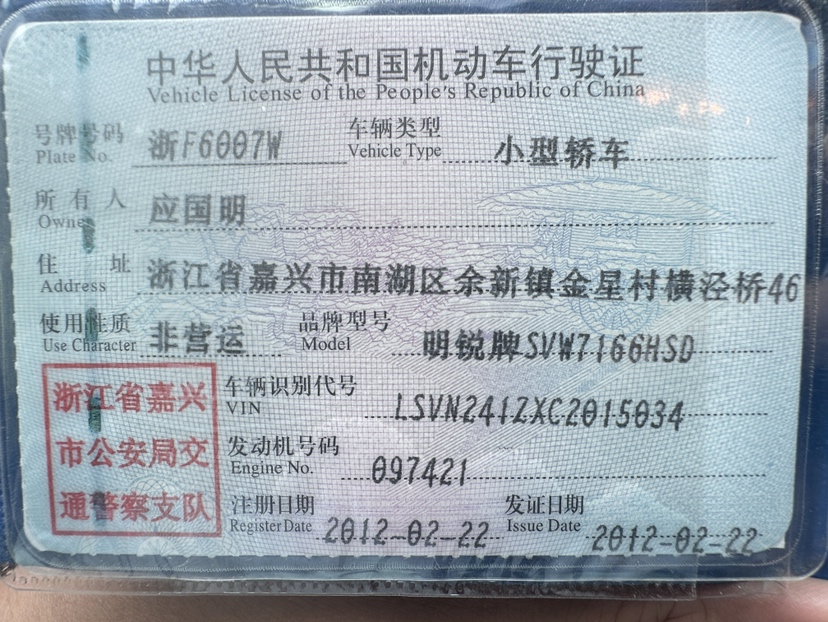 中华人民共和国机动车行驶证
Vehicle License of the People's Republic of China
号牌号码 浙F6007W 车辆类型 小型轿车
Plate No. Vehicle Type
所有人 应国明
Owner
住址 浙江省嘉兴市南湖区余新镇金星村横泾桥46
Address
使用性质 非营运 品牌型号 明锐牌SVW7166HSD
Use Character Model
浙江省嘉兴
市公安局交
通警察支队
车辆识别代号 LSVN241ZXC2015034
VIN
发动机号码 097421
Engine No.
注册日期 2012-02-22 发证日期 2012-02-22
Register Date Issue Date